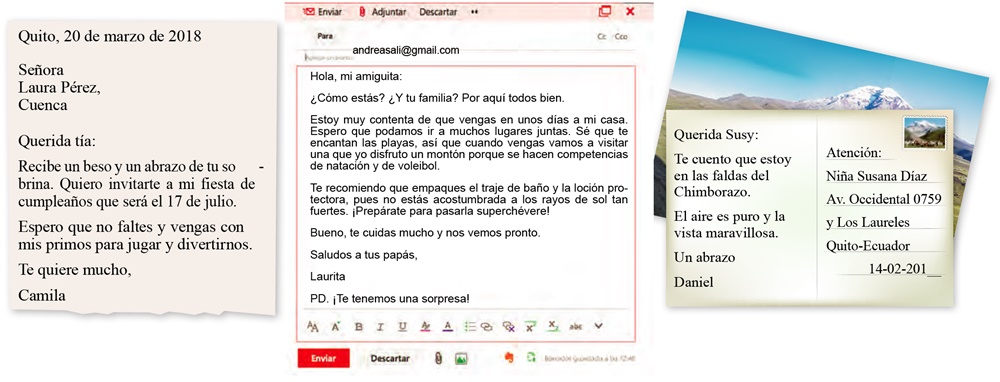 Quito, 20 de marzo de 2018
Señora
Laura Pérez,
Cuenca
Querida tía:
Recibe un beso y un abrazo de tu so -
brina. Quiero invitarte a mi fiesta de
cumpleaños que será el 17 de julio.
Espero que no faltes y vengas con
mis primos para jugar y divertirnos.
Te quiere mucho,
Camila
Enviar Adjuntar Descartar
Para Cc Cco
andreasali@gmail.com
Hola, mi amiguita:
¿Cómo estás? ¿Y tu familia? Por aquí todos bien.
Estoy muy contenta de que vengas en unos días a mi casa.
Espero que podamos ir a muchos lugares juntas. Sé que te
encantan las playas, así que cuando vengas vamos a visitar
una que yo disfruto un montón porque se hacen competencias
de natación y de voleibol.
Te recomiendo que empaques el traje de baño y la loción pro-
tectora, pues no estás acostumbrada a los rayos de sol tan
fuertes. ¡Prepárate para pasarla superchévere!
Bueno, te cuidas mucho y nos vemos pronto.
Saludos a tus papás,
Laurita
PD. ¡Te tenemos una sorpresa!
AA A B I U A A abc
Enviar Descartar
Querida Susy:
Te cuento que estoy
en las faldas del
Chimborazo.
El aire es puro y la
vista maravillosa.
Un abrazo
Daniel
Atención:
Niña Susana Díaz
Av. Occidental 0759
y Los Laureles
Quito-Ecuador
14-02-201__